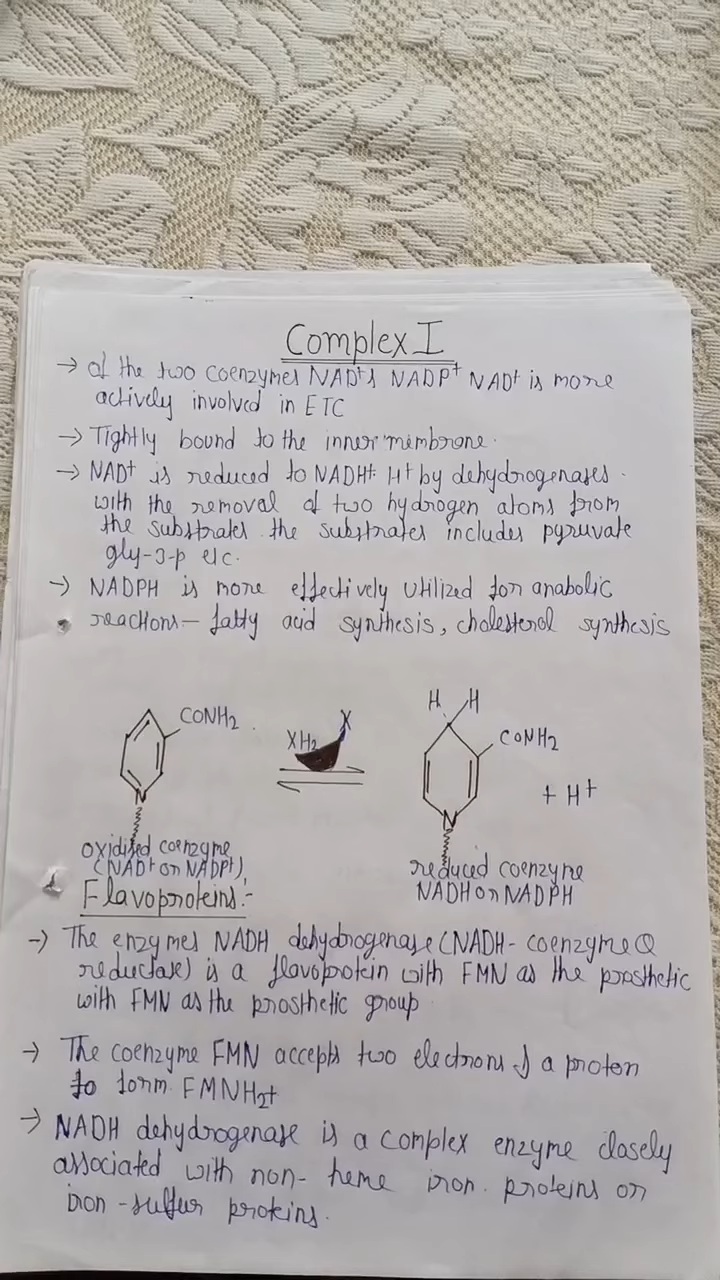 Complex I
→ Of the two coenzymes NAD+ & NADP+ NAD+ is more
actively involved in ETC
→ Tightly bound to the inner membrane.
→ NAD+ is reduced to NADH+ H+ by dehydrogenases.
with the removal of two hydrogen atoms from
the substrates. the substrates includes pyruvate
gly-3-p etc.
→ NADPH is more effectively utilized for anabolic
reactions— fatty acid synthesis, cholesterol synthesis
H H
CONH2
XH2 X
CONH2
+ H+
N
N
oxidized coenzyme
(NAD+ or NADP+)
reduced coenzyme
NADH or NADPH
Flavoproteins:-
→ The enzymes NADH dehydrogenase (NADH- coenzyme Q
reductase) is a flavoprotein with FMN as the prosthetic
with FMN as the prosthetic group
→ The coenzyme FMN accepts two electrons & a proton
to form FMNH2+
→ NADH dehydrogenase is a complex enzyme closely
associated with non- heme iron. proteins or
iron-sulfur proteins.